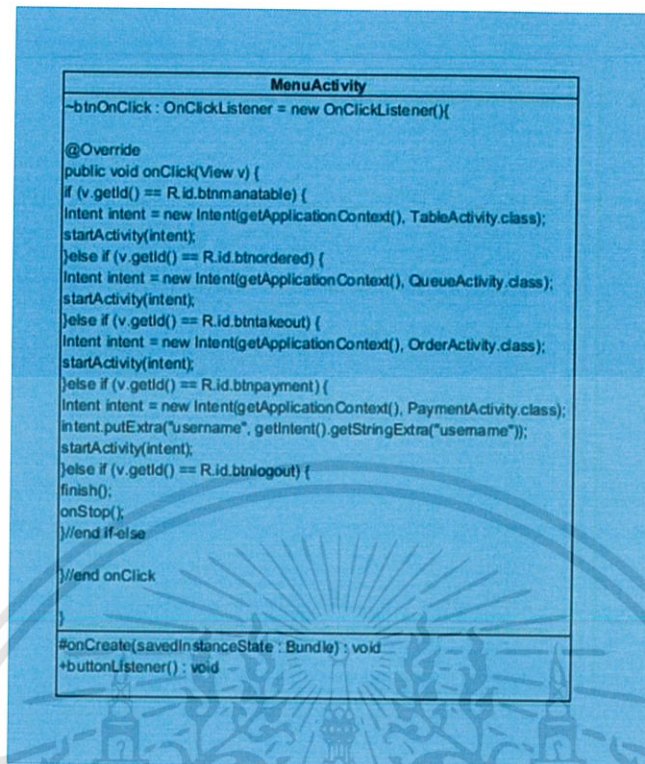 MenuActivity
~btnOnClick : OnClickListener = new OnClickListener(){
@Override
public void onClick(View v) {
if (v.getId() == R.id.btnmanatable) {
Intent intent = new Intent(getApplicationContext(), TableActivity.class);
startActivity(intent);
}else if (v.getId() == R.id.btnordered) {
Intent intent = new Intent(getApplicationContext(), QueueActivity.class);
startActivity(intent);
}else if (v.getId() == R.id.btntakeout) {
Intent intent = new Intent(getApplicationContext(), OrderActivity.class);
startActivity(intent);
}else if (v.getId() == R.id.btnpayment) {
Intent intent = new Intent(getApplicationContext(), PaymentActivity.class);
intent.putExtra("username", getIntent().getStringExtra("username"));
startActivity(intent);
}else if (v.getId() == R.id.btnlogout) {
finish();
onStop();
}//end if-else
}//end onClick
}
#onCreate(savedInstanceState : Bundle) : void
+buttonListener() : void